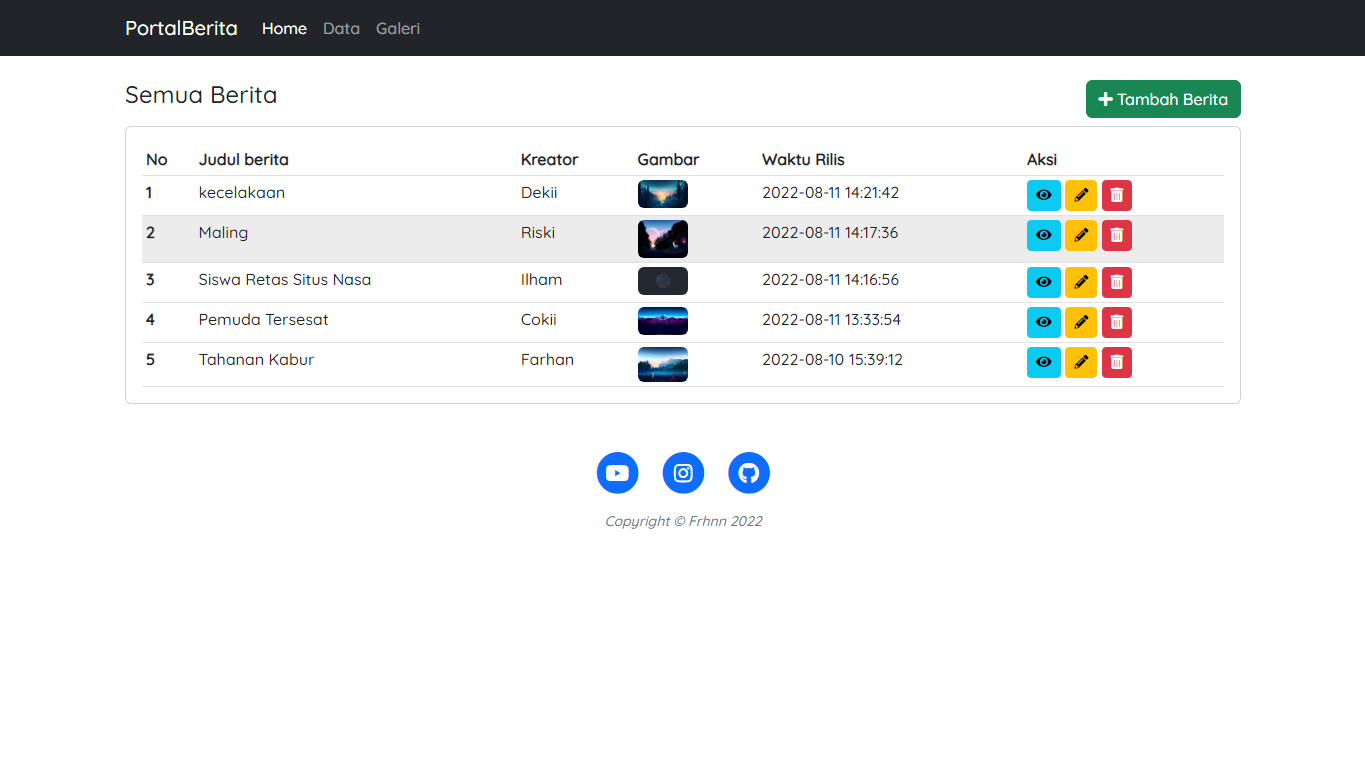 PortalBerita Home Data Galeri
Semua Berita
Tambah Berita
No Judul berita Kreator Gambar Waktu Rilis Aksi
1 kecelakaan Dekii 2022-08-11 14:21:42
2 Maling Riski 2022-08-11 14:17:36
3 Siswa Retas Situs Nasa Ilham 2022-08-11 14:16:56
4 Pemuda Tersesat Cokii 2022-08-11 13:33:54
5 Tahanan Kabur Farhan 2022-08-10 15:39:12
Copyright © Frhnn 2022